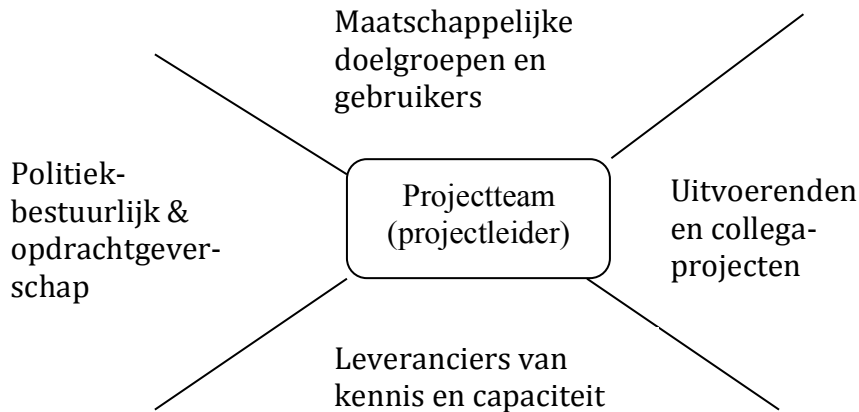 Maatschappelijke
doelgroepen en
gebruikers
Politiek-
bestuurlijk &
opdrachtgever-
schap
Projectteam
(projectleider)
Uitvoerenden
en collega-
projecten
Leveranciers van
kennis en capaciteit